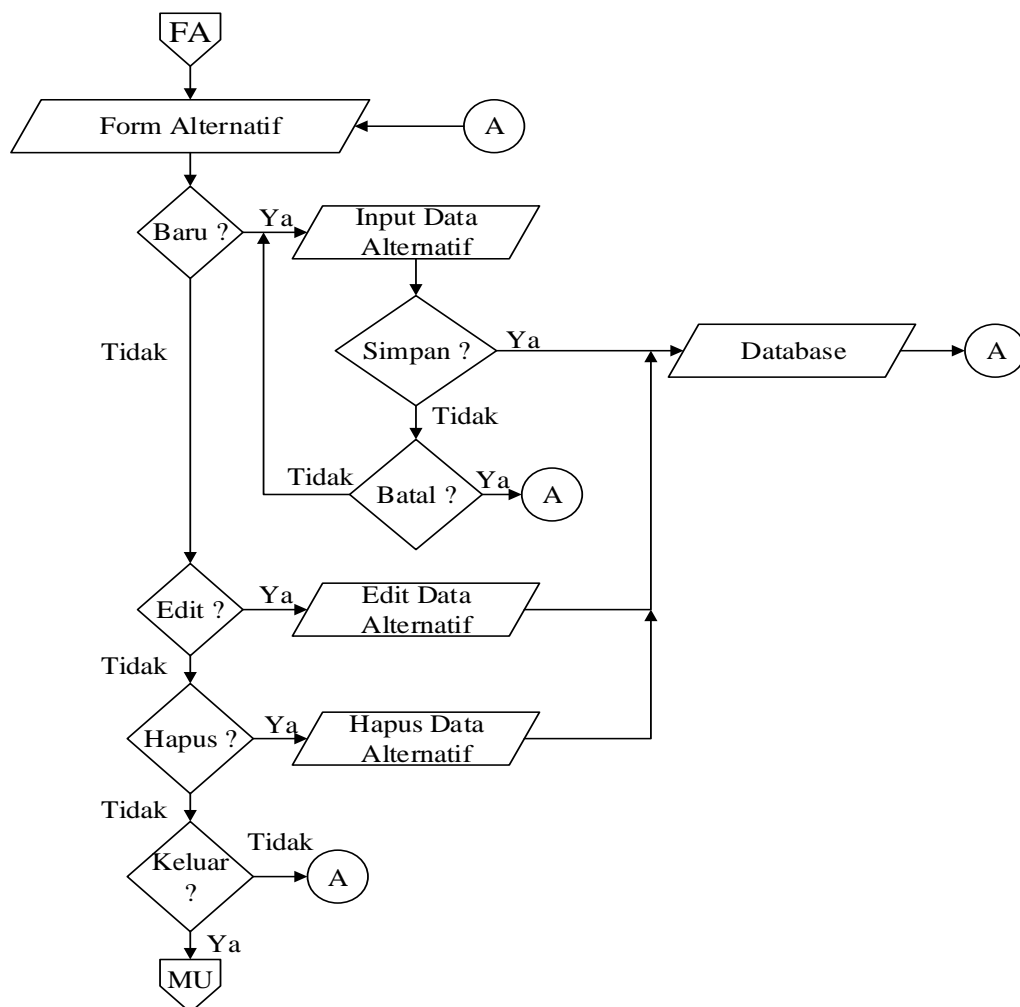 FA
Form Alternatif
A
Baru ?
Ya
Input Data
Alternatif
Tidak
Simpan ?
Ya
Database
A
Tidak
Tidak
Batal ?
Ya
A
Edit ?
Ya
Edit Data
Alternatif
Tidak
Hapus ?
Ya
Hapus Data
Alternatif
Tidak
Keluar
?
Tidak
A
Ya
MU